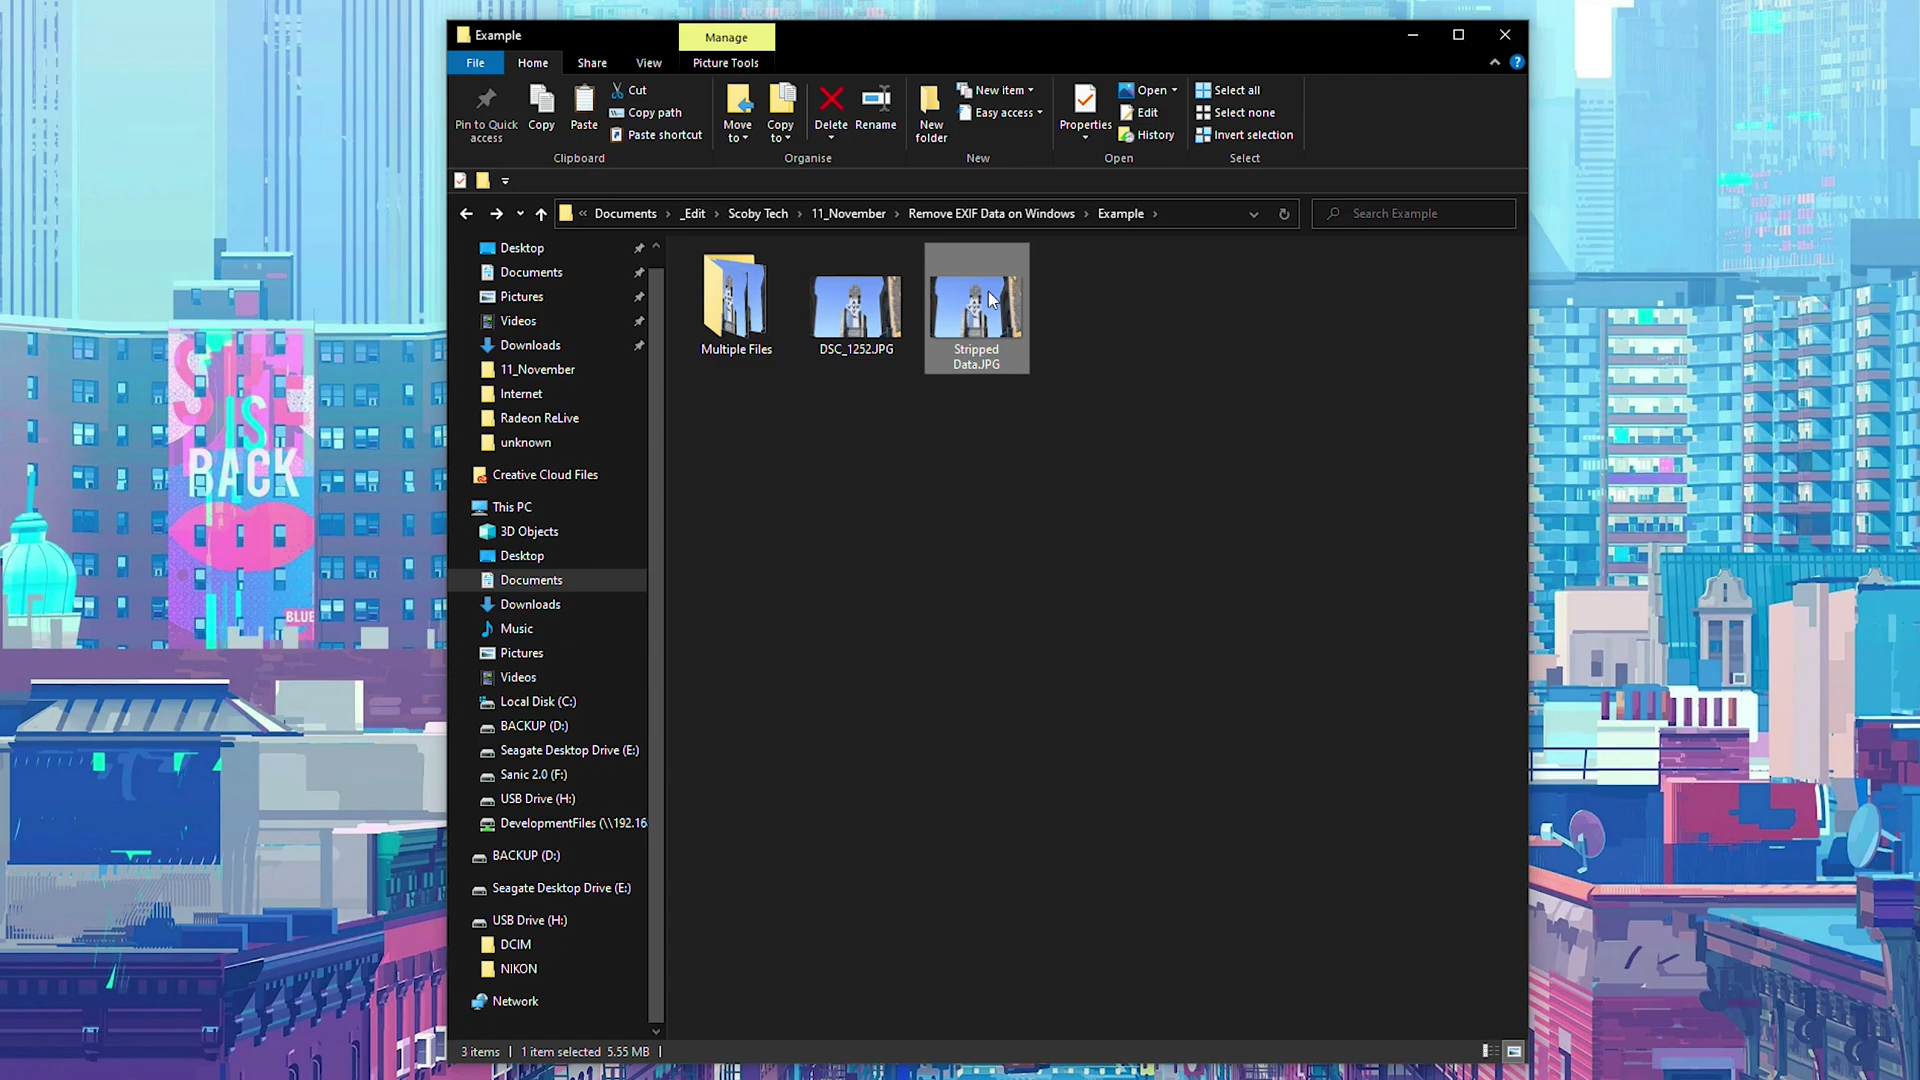 Example
Manage
File
Home
Share
View
Picture Tools
Pin to Quick
access
Copy
Paste
Cut
Copy path
Paste shortcut
Clipboard
Move
to
Copy
to
Delete
Rename
Organise
New
folder
New item
Easy access
New
Properties
Open
Edit
History
Open
Select all
Select none
Invert selection
Select
« Documents › _Edit › Scoby Tech › 11_November › Remove EXIF Data on Windows › Example ›
Search Example
Desktop
Documents
Pictures
Videos
Downloads
11_November
Internet
Radeon ReLive
unknown
Creative Cloud Files
This PC
3D Objects
Desktop
Documents
Downloads
Music
Pictures
Videos
Local Disk (C:)
BACKUP (D:)
Seagate Desktop Drive (E:)
Sanic 2.0 (F:)
USB Drive (H:)
DevelopmentFiles (\\192.16
BACKUP (D:)
Seagate Desktop Drive (E:)
USB Drive (H:)
DCIM
NIKON
Network
Multiple Files
DSC_1252.JPG
Stripped
Data.JPG
3 items | 1 item selected 5.55 MB |
SHE
IS
BACK
BLUE